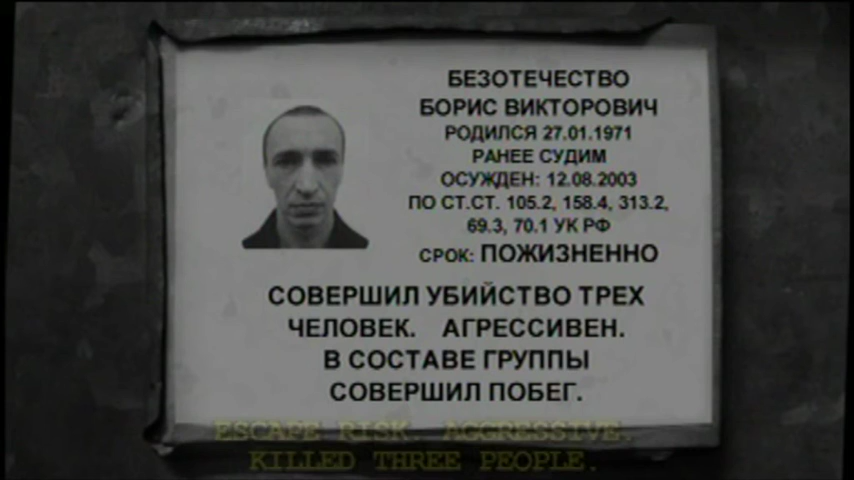 БЕЗОТЕЧЕСТВО
БОРИС ВИКТОРОВИЧ
РОДИЛСЯ 27.01.1971
РАНЕЕ СУДИМ
ОСУЖДЕН: 12.08.2003
ПО СТ.СТ. 105.2, 158.4, 313.2,
69.3, 70.1 УК РФ
СРОК: ПОЖИЗНЕННО
СОВЕРШИЛ УБИЙСТВО ТРЕХ
ЧЕЛОВЕК. АГРЕССИВЕН.
В СОСТАВЕ ГРУППЫ
СОВЕРШИЛ ПОБЕГ.
ESCAPE RISK. AGGRESSIVE.
KILLED THREE PEOPLE.